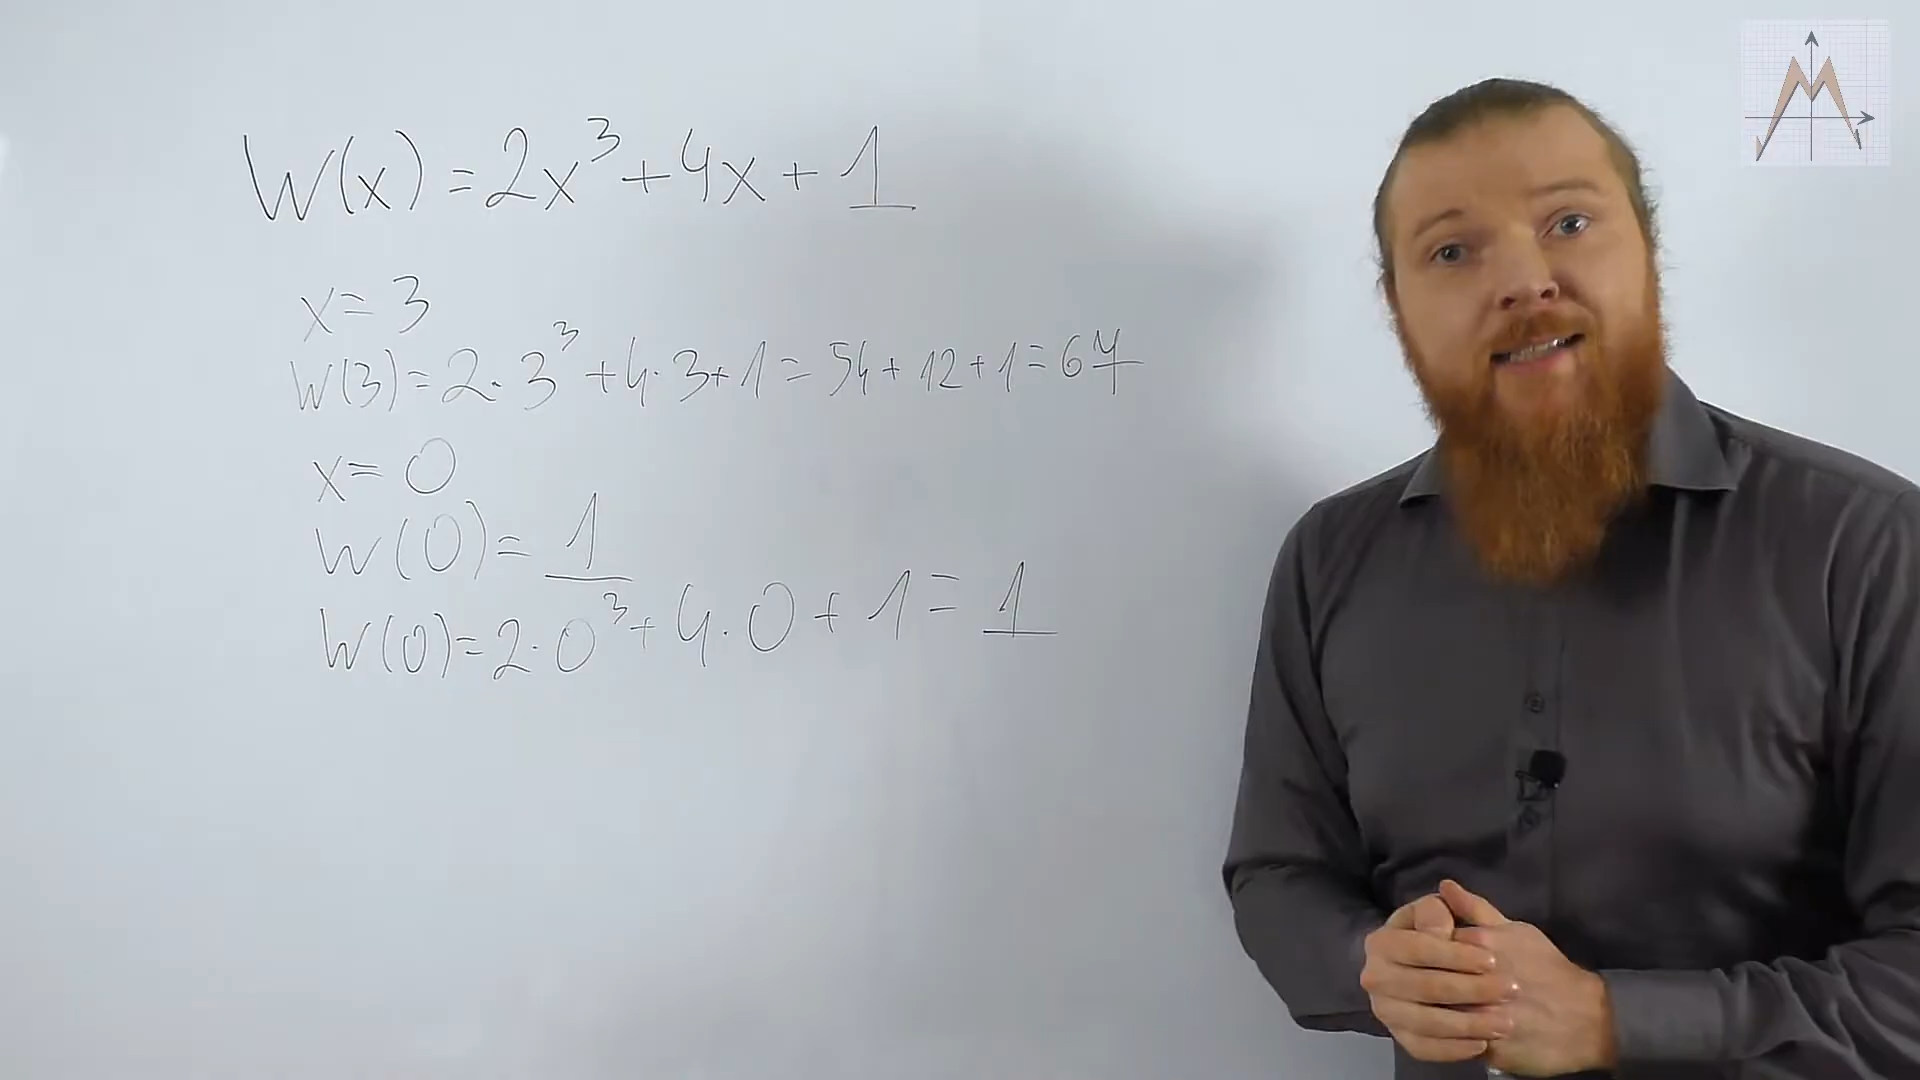 W(x) = 2x³ + 4x + 1
x = 3
W(3) = 2 · 3³ + 4 · 3 + 1 = 54 + 12 + 1 = 67
x = 0
W(0) = 1
W(0) = 2 · 0³ + 4 · 0 + 1 = 1